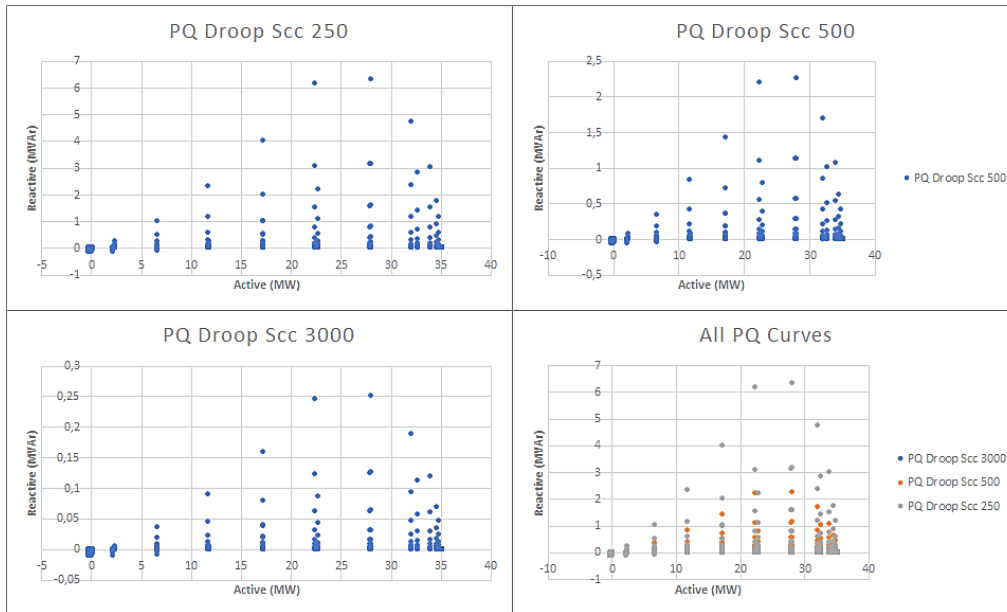 PQ Droop Scc 250
7
6
5
4
3
2
1
0
-1
-5 0 5 10 15 20 25 30 35 40
Reactive (MVAr)
Active (MW)
PQ Droop Scc 500
2,5
2
1,5
1
0,5
0
-0,5
-10 0 10 20 30 40
Reactive (MVAr)
Active (MW)
PQ Droop Scc 500
PQ Droop Scc 3000
0,3
0,25
0,2
0,15
0,1
0,05
0
-0,05
-5 0 5 10 15 20 25 30 35 40
Reactive (MVAr)
Active (MW)
All PQ Curves
7
6
5
4
3
2
1
0
-1
-10 0 10 20 30 40
Reactive (MVAr)
Active (MW)
PQ Droop Scc 3000
PQ Droop Scc 500
PQ Droop Scc 250